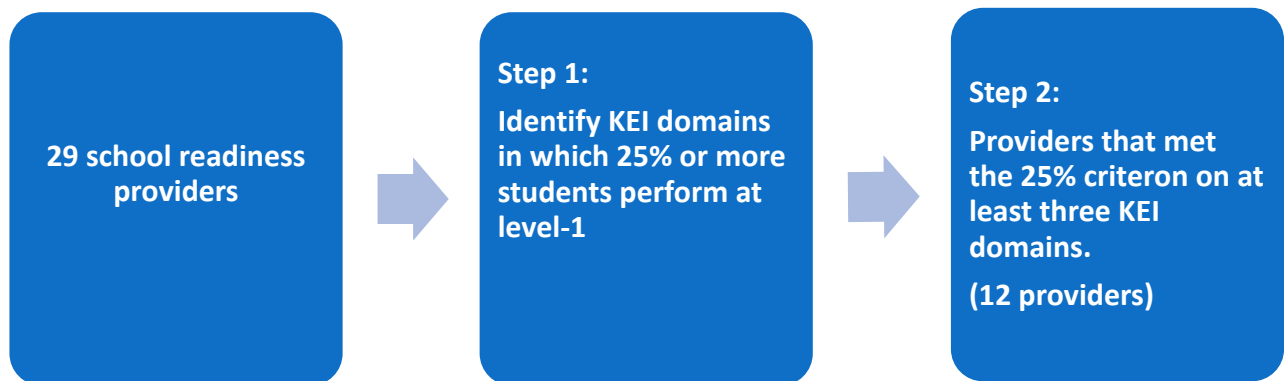 29 school readiness
providers
Step 1:
Identify KEI domains
in which 25% or more
students perform at
level-1
Step 2:
Providers that met
the 25% criteron on at
least three KEI
domains.
(12 providers)